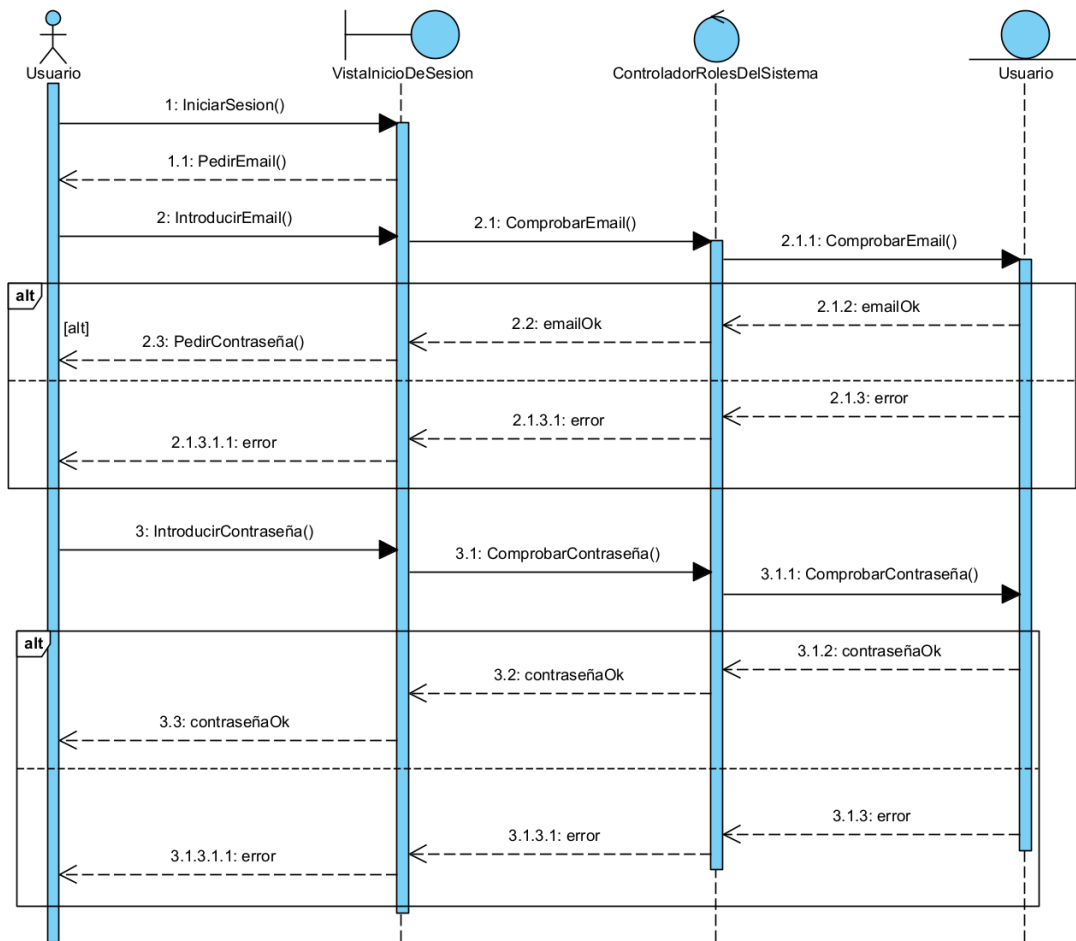 Usuario
VistaInicioDeSesion
ControladorRolesDelSistema
Usuario
1: IniciarSesion()
1.1: PedirEmail()
2: IntroducirEmail()
2.1: ComprobarEmail()
2.1.1: ComprobarEmail()
alt
[alt]
2.1.2: emailOk
2.2: emailOk
2.3: PedirContraseña()
2.1.3: error
2.1.3.1: error
2.1.3.1.1: error
3: IntroducirContraseña()
3.1: ComprobarContraseña()
3.1.1: ComprobarContraseña()
alt
3.1.2: contraseñaOk
3.2: contraseñaOk
3.3: contraseñaOk
3.1.3: error
3.1.3.1: error
3.1.3.1.1: error